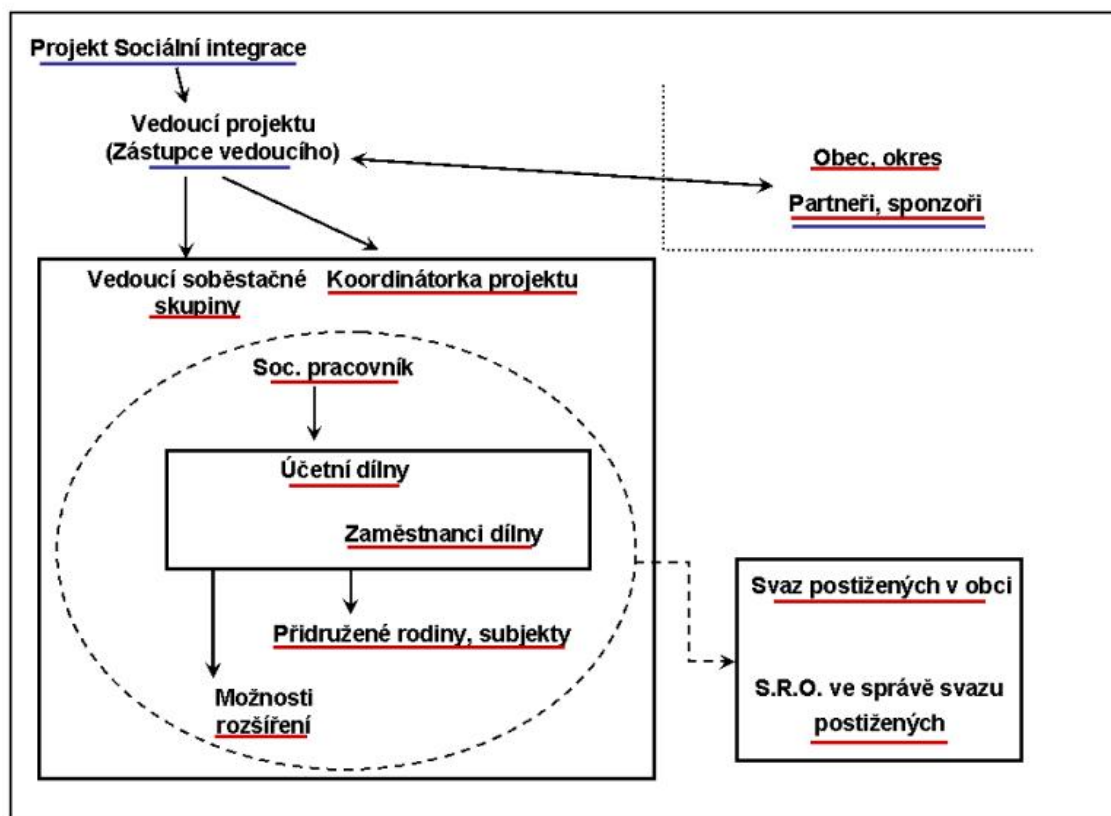 Projekt Sociální integrace
Vedoucí projektu
(Zástupce vedoucího)
Obec, okres
Partneři, sponzoři
Vedoucí soběstačné
skupiny
Koordinátorka projektu
Soc. pracovník
Účetní dílny
Zaměstnanci dílny
Přidružené rodiny, subjekty
Možnosti
rozšíření
Svaz postižených v obci
S.R.O. ve správě svazu
postižených